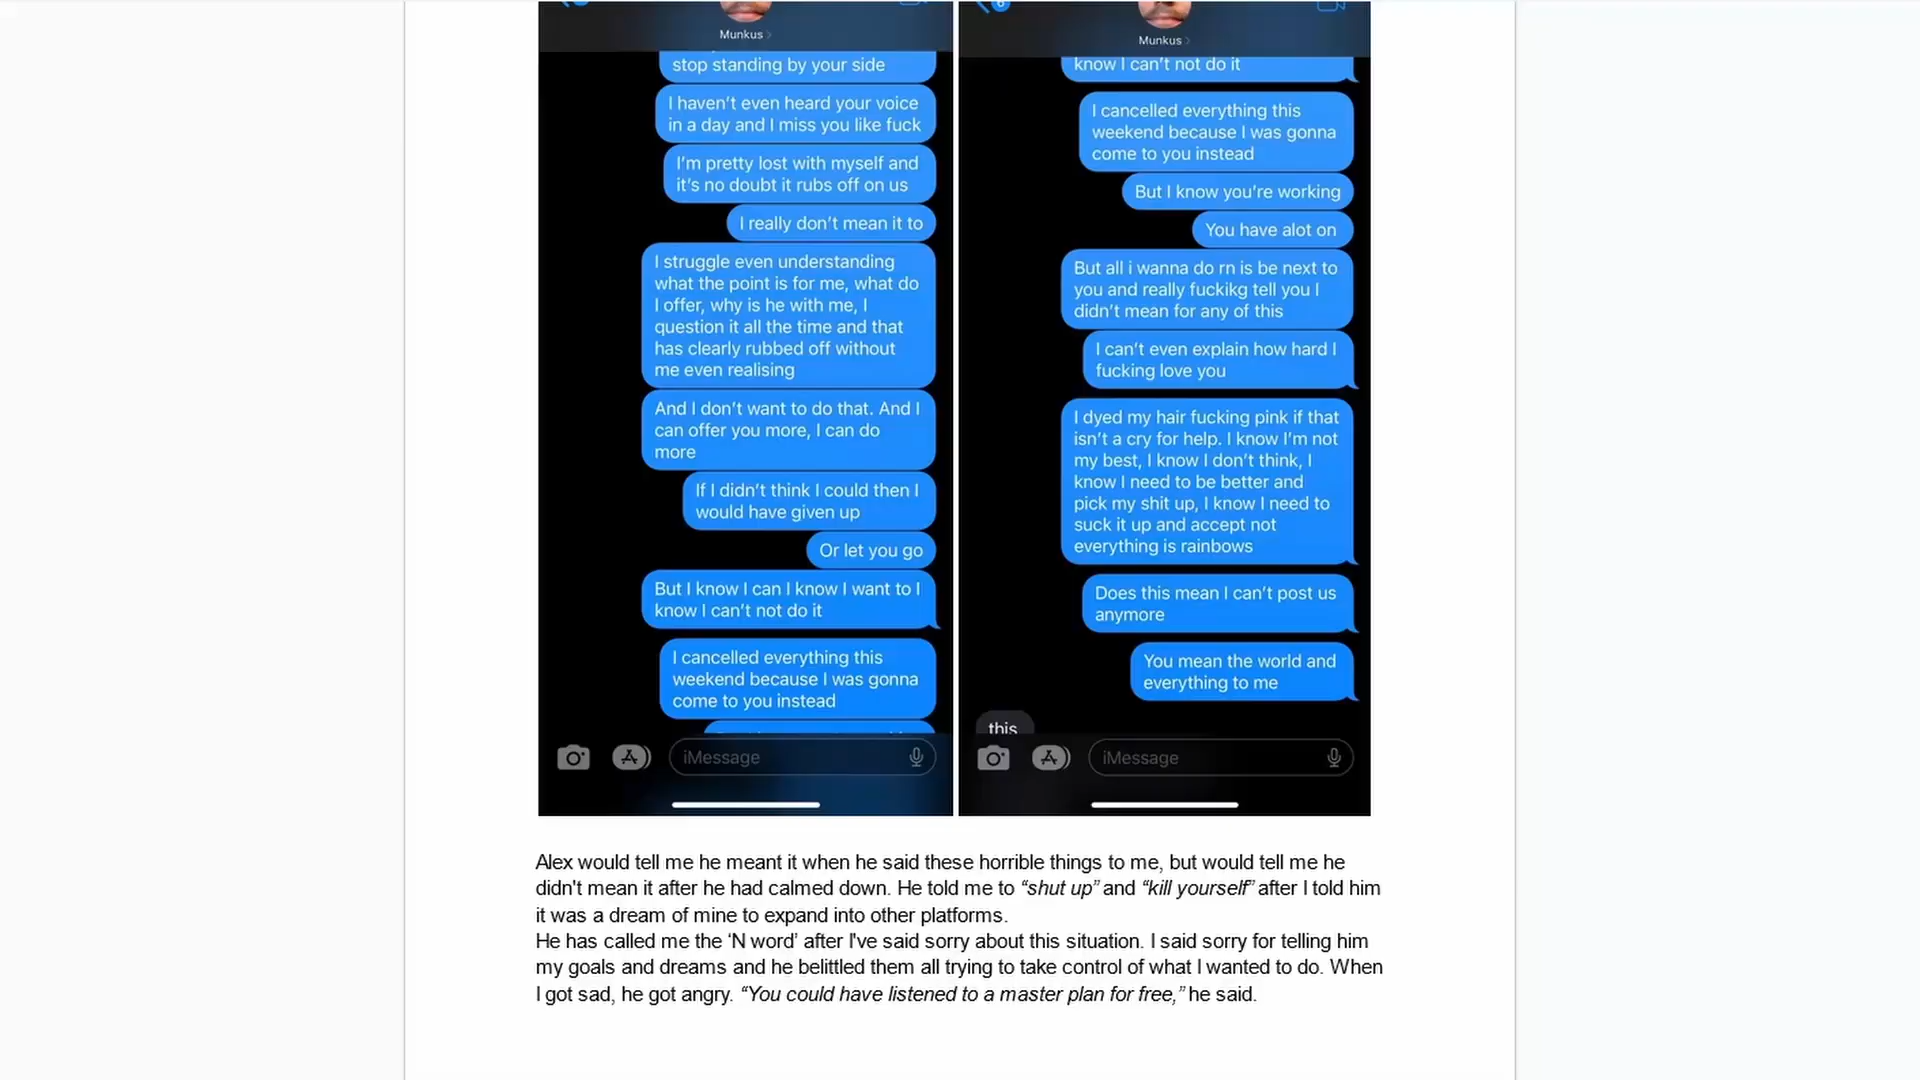 Munkus
stop standing by your side
I haven't even heard your voice
in a day and I miss you like fuck
I'm pretty lost with myself and
it's no doubt it rubs off on us
I really don't mean it to
I struggle even understanding
what the point is for me, what do
I offer, why is he with me, I
question it all the time and that
has clearly rubbed off without
me even realising
And I don't want to do that. And I
can offer you more, I can do
more
If I didn't think I could then I
would have given up
Or let you go
But I know I can I know I want to I
know I can't not do it
I cancelled everything this
weekend because I was gonna
come to you instead
iMessage
6
Munkus
know I can't not do it
I cancelled everything this
weekend because I was gonna
come to you instead
But I know you're working
You have alot on
But all i wanna do rn is be next to
you and really fuckikg tell you I
didn't mean for any of this
I can't even explain how hard I
fucking love you
I dyed my hair fucking pink if that
isn't a cry for help. I know I'm not
my best, I know I don't think, I
know I need to be better and
pick my shit up, I know I need to
suck it up and accept not
everything is rainbows
Does this mean I can't post us
anymore
You mean the world and
everything to me
this
iMessage
Alex would tell me he meant it when he said these horrible things to me, but would tell me he
didn't mean it after he had calmed down. He told me to “shut up” and “kill yourself” after I told him
it was a dream of mine to expand into other platforms.
He has called me the ‘N word’ after I've said sorry about this situation. I said sorry for telling him
my goals and dreams and he belittled them all trying to take control of what I wanted to do. When
I got sad, he got angry. “You could have listened to a master plan for free,” he said.